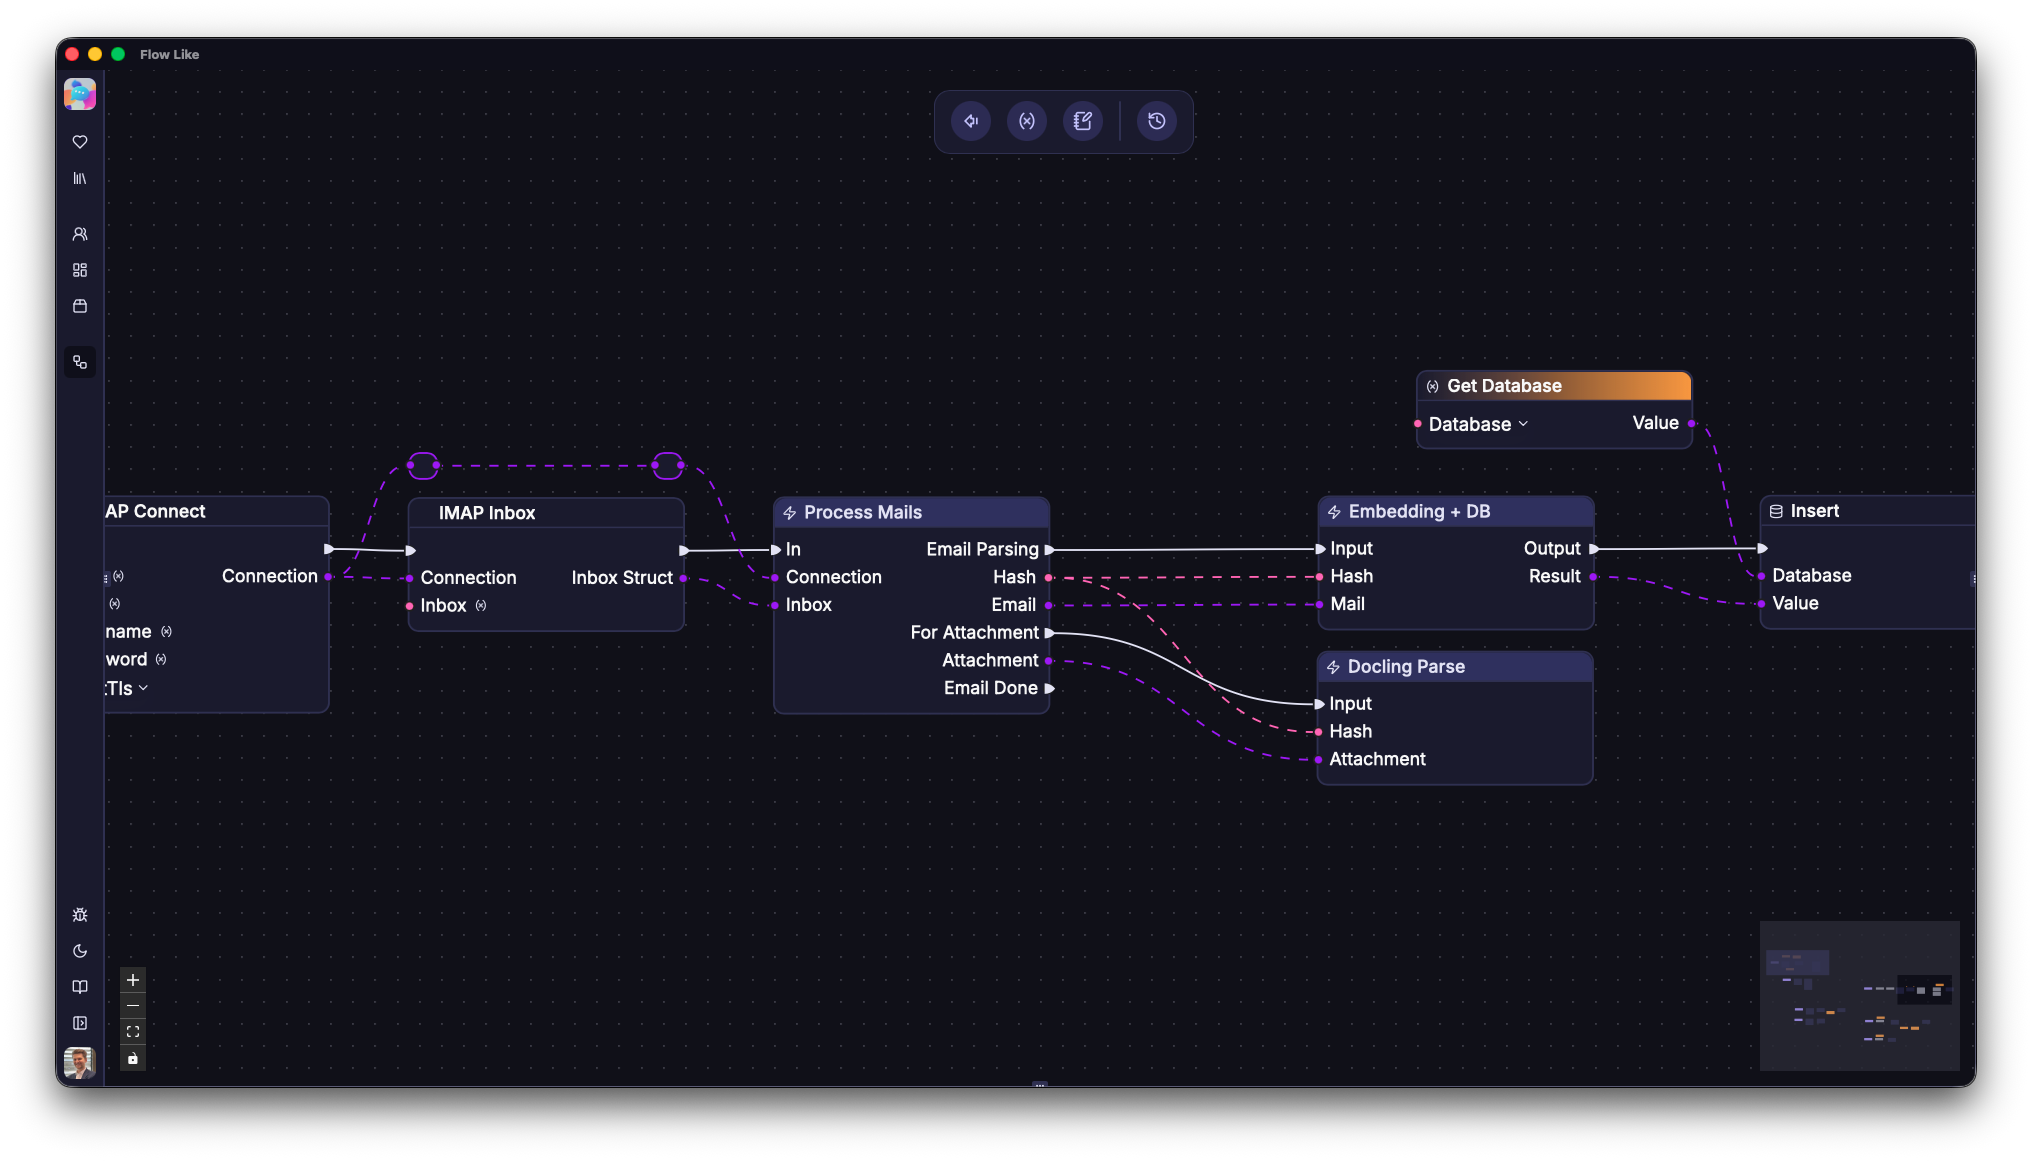 Flow Like
AP Connect
Connection
name
word
:Tls
IMAP Inbox
Connection
Inbox Struct
Inbox
Process Mails
In
Email Parsing
Connection
Hash
Inbox
Email
For Attachment
Attachment
Email Done
Get Database
Database
Value
Embedding + DB
Input
Output
Hash
Result
Mail
Docling Parse
Input
Hash
Attachment
Insert
Database
Value